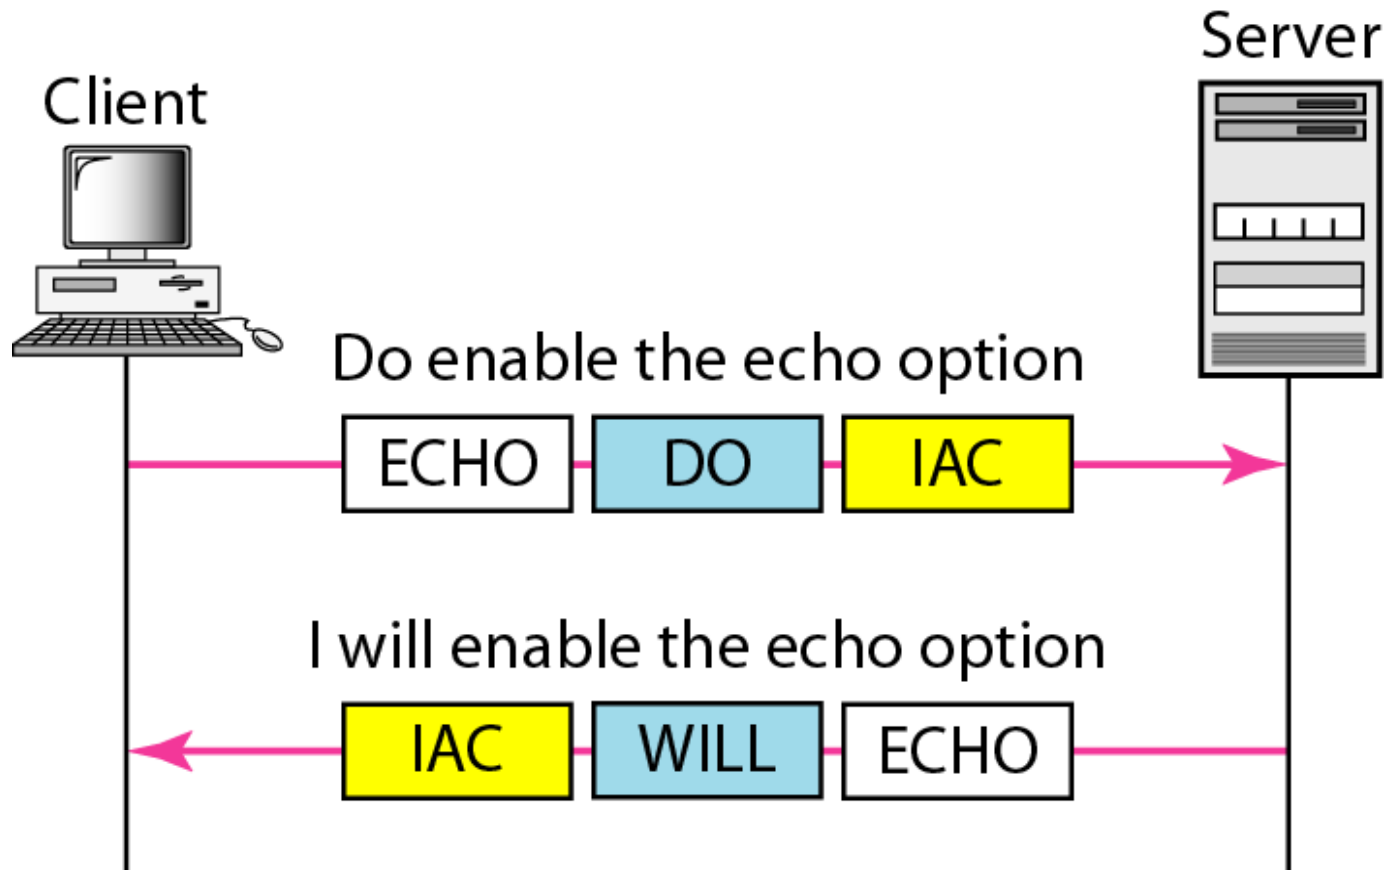 Server
Client
Do enable the echo option
ECHO DO IAC
I will enable the echo option
IAC WILL ECHO